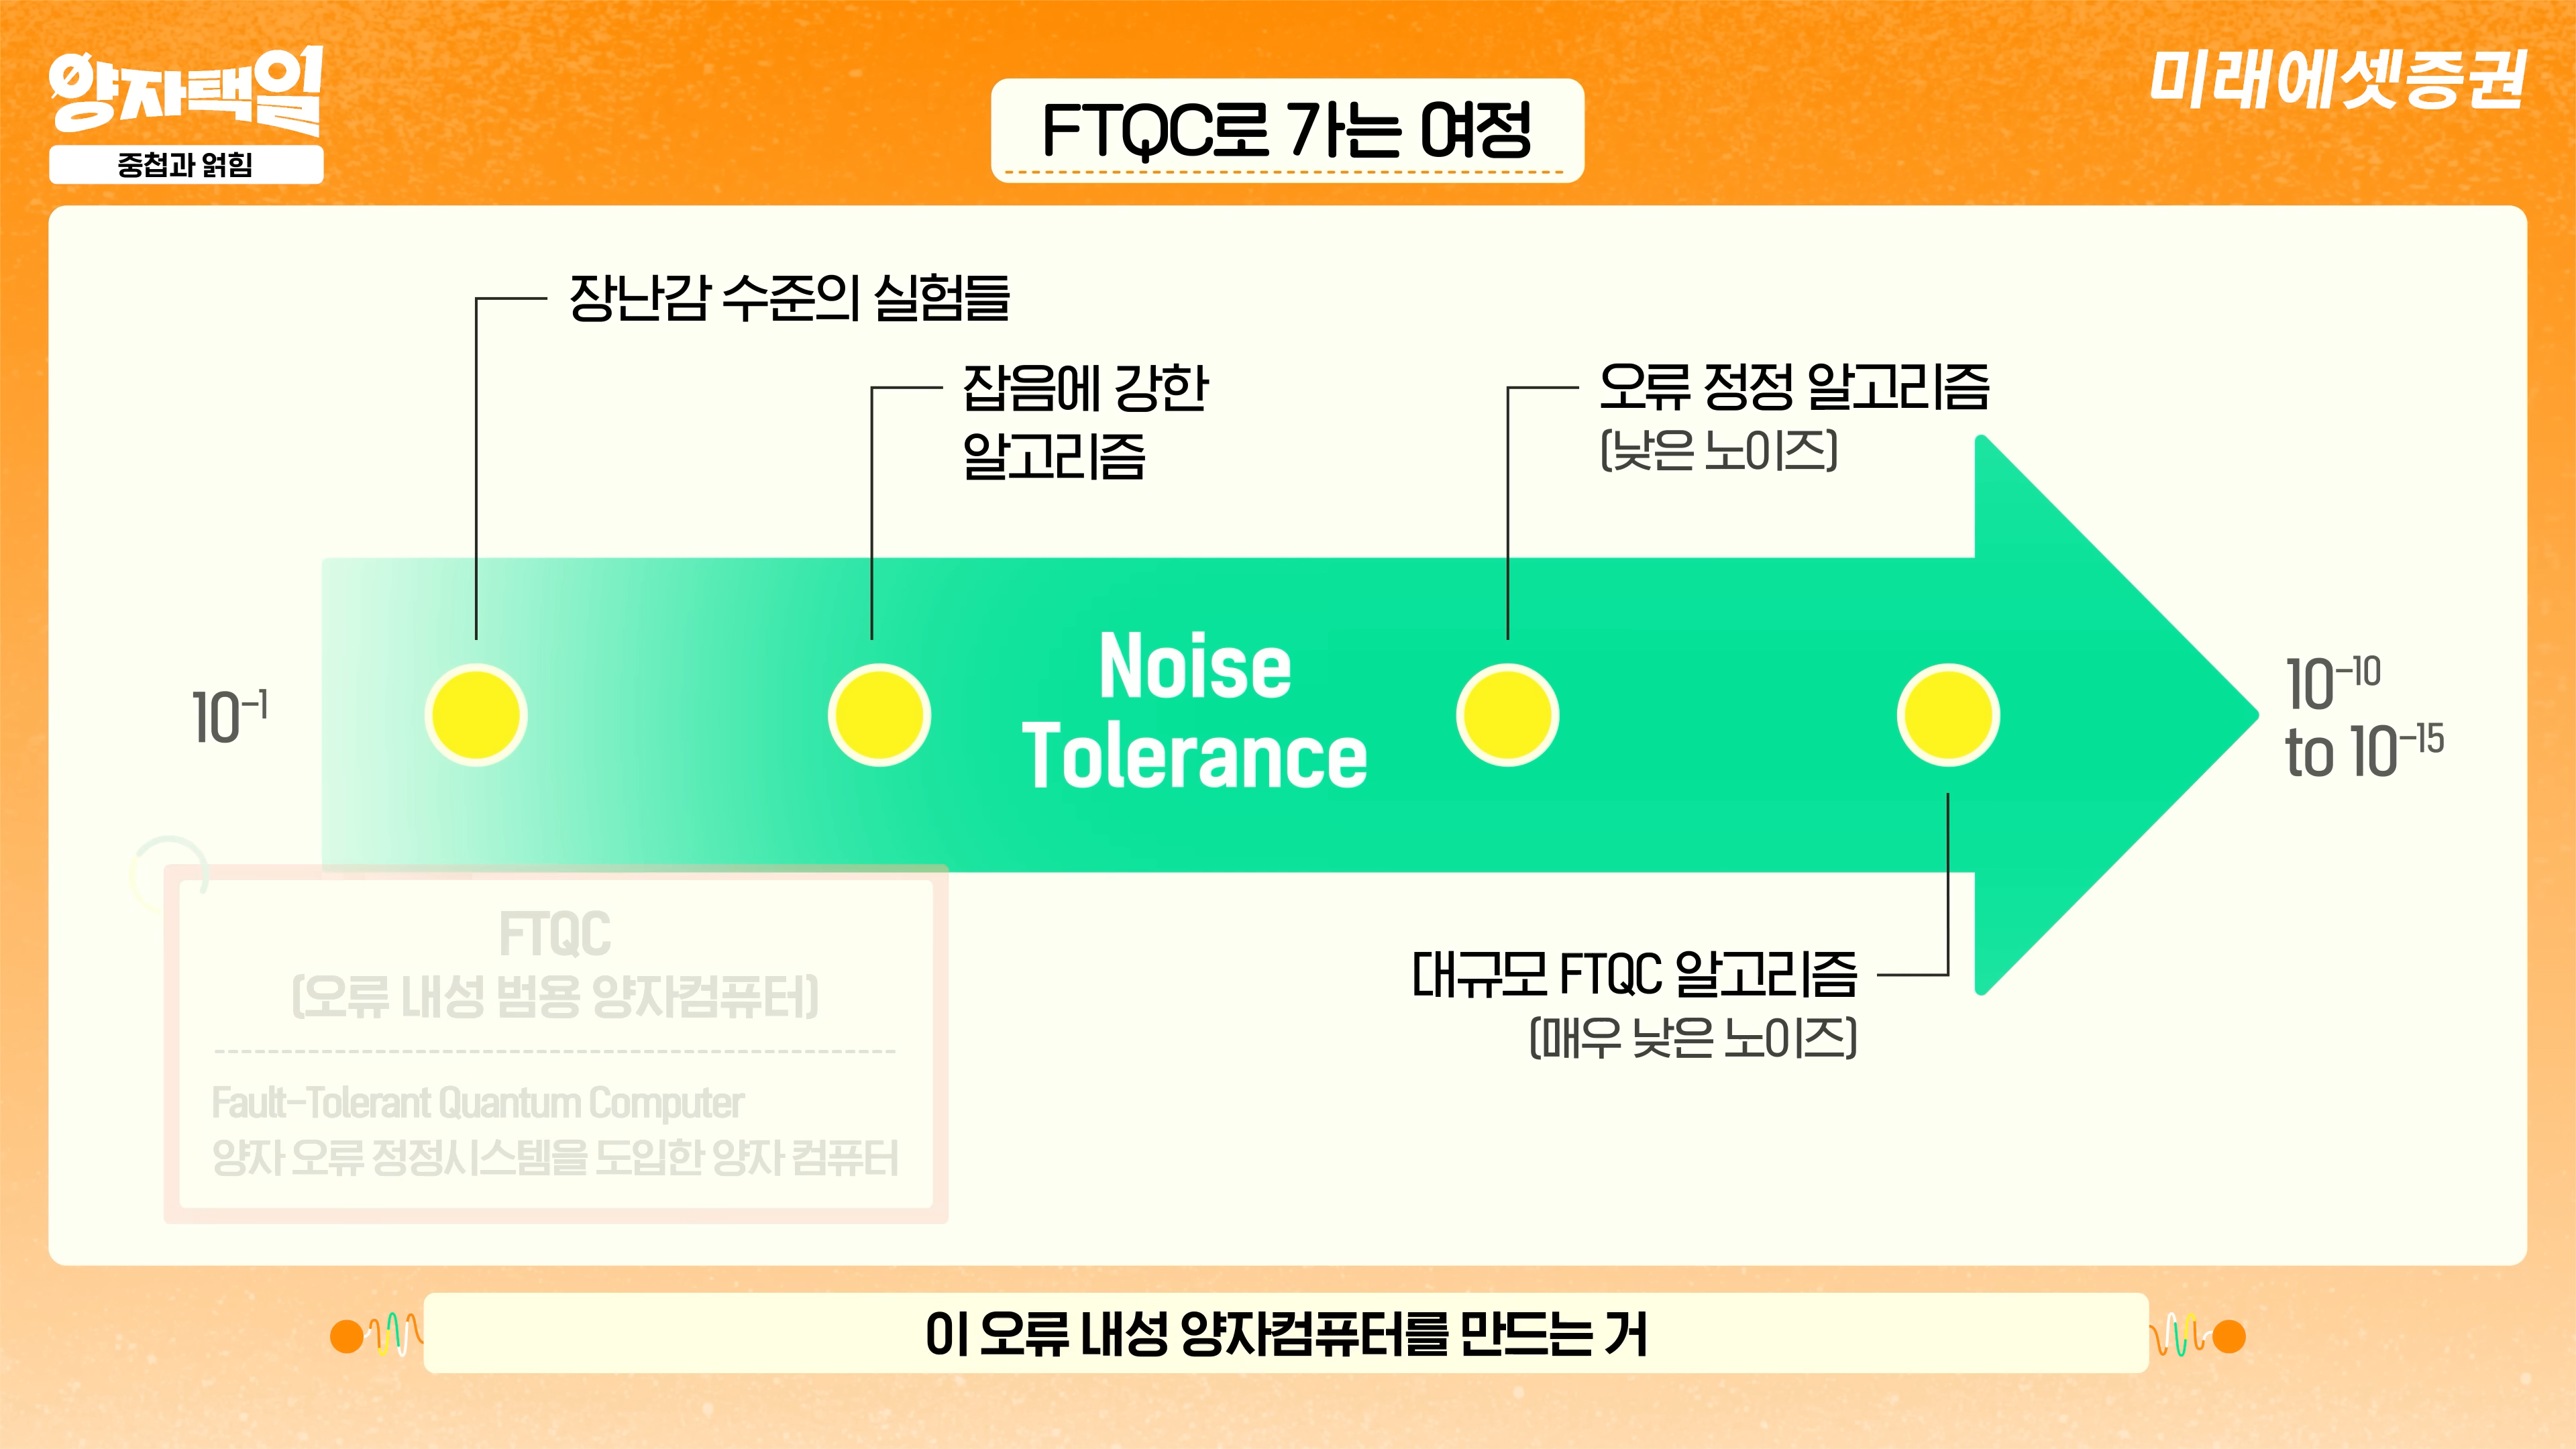 양자택일
중첩과 얽힘
FTQC로 가는 여정
미래에셋증권
장난감 수준의 실험들
잡음에 강한
알고리즘
오류 정정 알고리즘
(낮은 노이즈)
10⁻¹
Noise
Tolerance
10⁻¹⁰
to 10⁻¹⁵
대규모 FTQC 알고리즘
(매우 낮은 노이즈)
FTQC
(오류 내성 범용 양자컴퓨터)
Fault-Tolerant Quantum Computer
양자 오류 정정시스템을 도입한 양자 컴퓨터
이 오류 내성 양자컴퓨터를 만드는 거